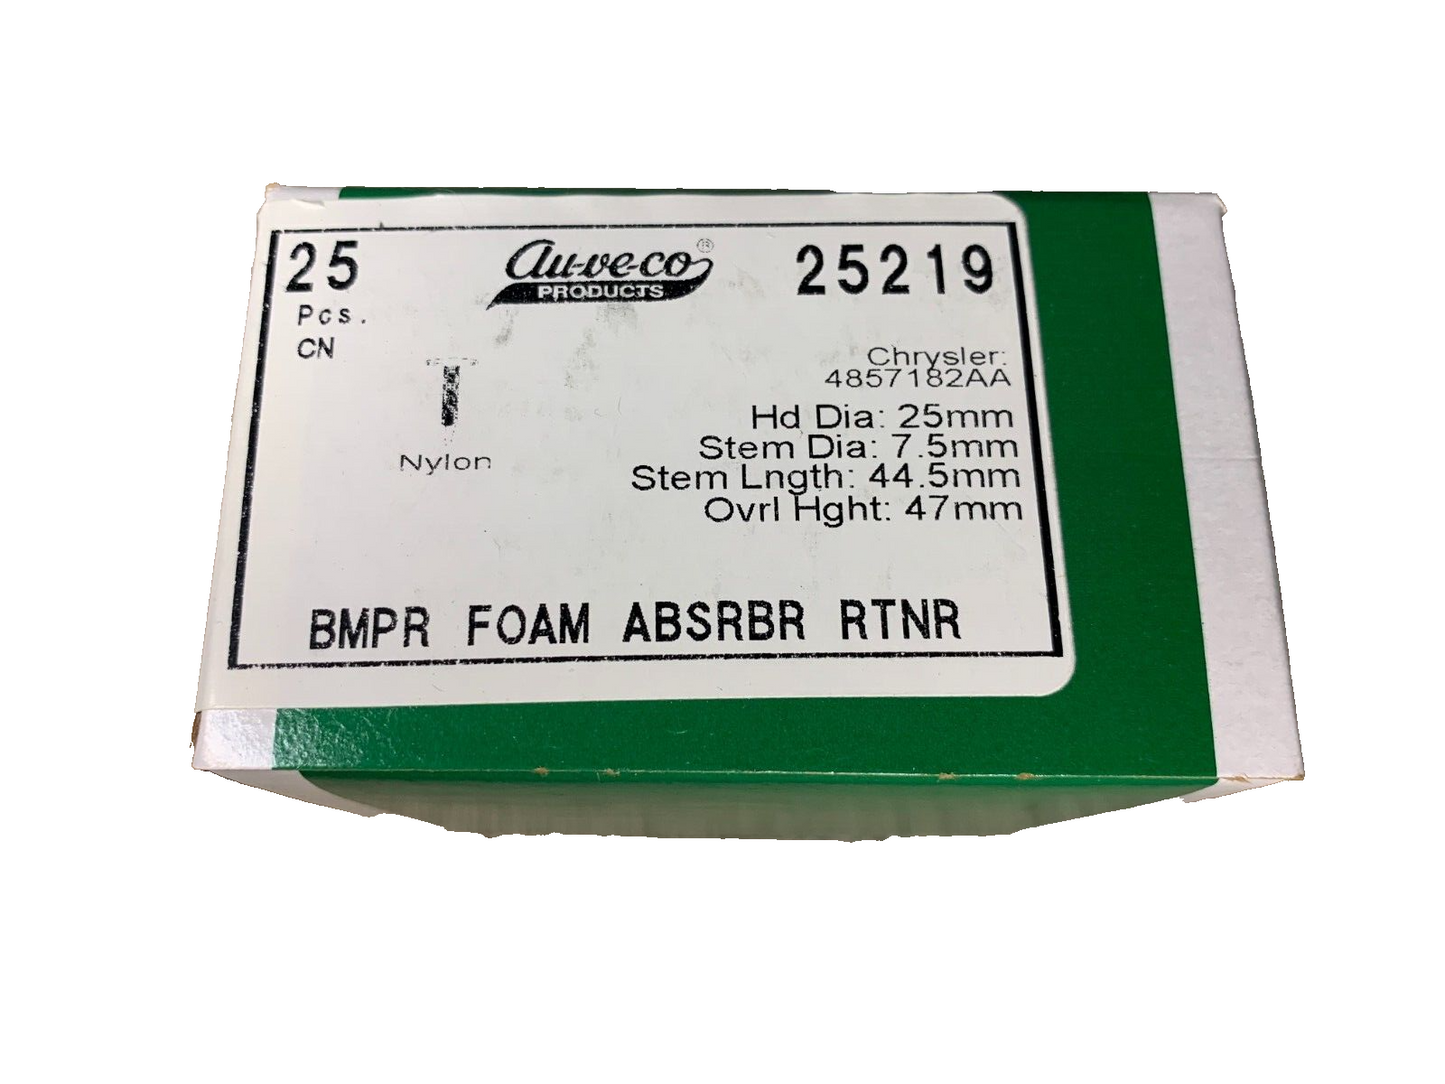 25
Pcs.
CN
au-ve-co®
PRODUCTS
25219
Chrysler:
4857182AA
Hd Dia: 25mm
Stem Dia: 7.5mm
Stem Lngth: 44.5mm
Ovrl Hght: 47mm
Nylon
BMPR FOAM ABSRBR RTNR